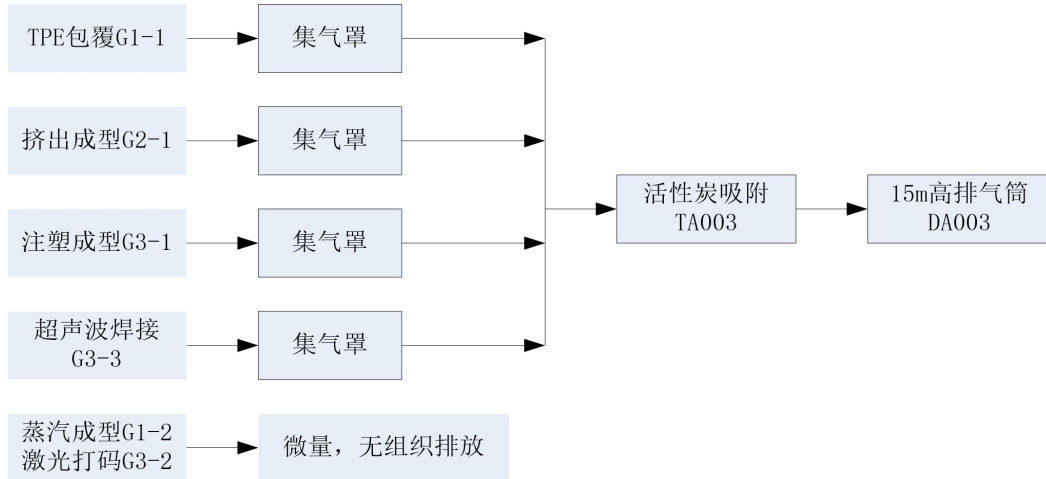 TPE包覆G1-1
集气罩
挤出成型G2-1
集气罩
活性炭吸附
TA003
15m高排气筒
DA003
注塑成型G3-1
集气罩
超声波焊接
G3-3
集气罩
蒸汽成型G1-2
激光打码G3-2
微量，无组织排放